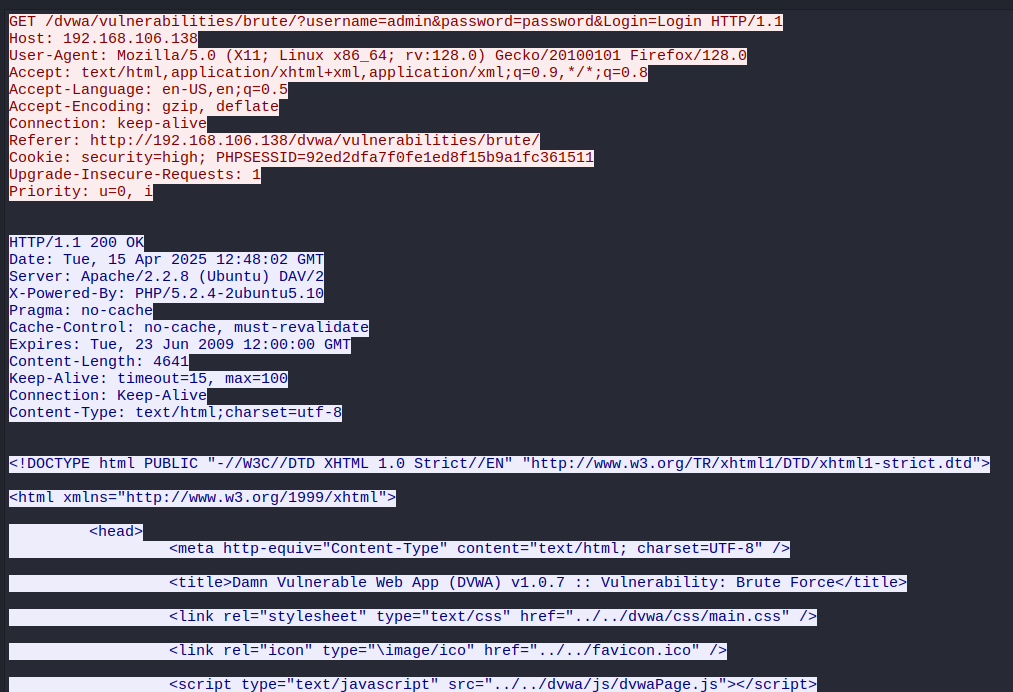 GET /dvwa/vulnerabilities/brute/?username=admin&password=password&Login=Login HTTP/1.1
Host: 192.168.106.138
User-Agent: Mozilla/5.0 (X11; Linux x86_64; rv:128.0) Gecko/20100101 Firefox/128.0
Accept: text/html,application/xhtml+xml,application/xml;q=0.9,*/*;q=0.8
Accept-Language: en-US,en;q=0.5
Accept-Encoding: gzip, deflate
Connection: keep-alive
Referer: http://192.168.106.138/dvwa/vulnerabilities/brute/
Cookie: security=high; PHPSESSID=92ed2dfa7f0fe1ed8f15b9a1fc361511
Upgrade-Insecure-Requests: 1
Priority: u=0, i
HTTP/1.1 200 OK
Date: Tue, 15 Apr 2025 12:48:02 GMT
Server: Apache/2.2.8 (Ubuntu) DAV/2
X-Powered-By: PHP/5.2.4-2ubuntu5.10
Pragma: no-cache
Cache-Control: no-cache, must-revalidate
Expires: Tue, 23 Jun 2009 12:00:00 GMT
Content-Length: 4641
Keep-Alive: timeout=15, max=100
Connection: Keep-Alive
Content-Type: text/html;charset=utf-8
<!DOCTYPE html PUBLIC "-//W3C//DTD XHTML 1.0 Strict//EN" "http://www.w3.org/TR/xhtml1/DTD/xhtml1-strict.dtd">
<html xmlns="http://www.w3.org/1999/xhtml">
<head>
<meta http-equiv="Content-Type" content="text/html; charset=UTF-8" />
<title>Damn Vulnerable Web App (DVWA) v1.0.7 :: Vulnerability: Brute Force</title>
<link rel="stylesheet" type="text/css" href="../../dvwa/css/main.css" />
<link rel="icon" type="\image/ico" href="../../favicon.ico" />
<script type="text/javascript" src="../../dvwa/js/dvwaPage.js"></script>